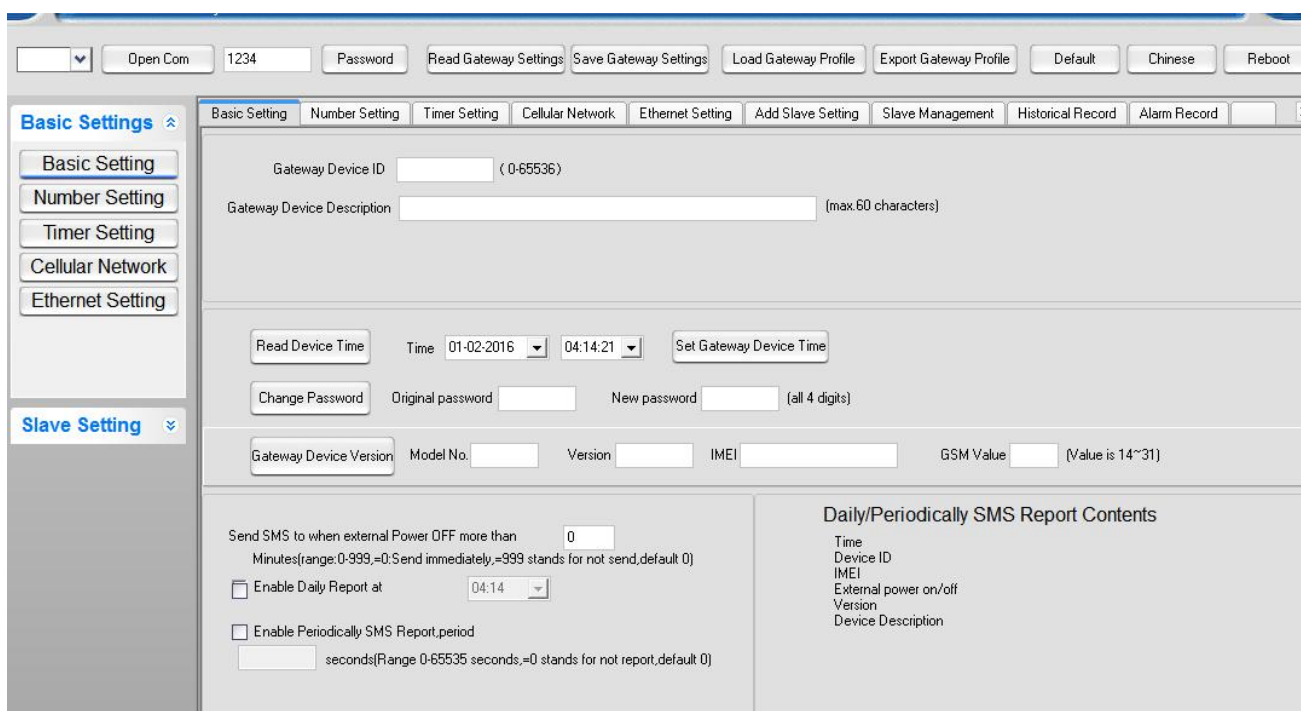 Open Com 1234 Password Read Gateway Settings Save Gateway Settings Load Gateway Profile Export Gateway Profile Default Chinese Reboot
Basic Settings
Basic Setting
Number Setting
Timer Setting
Cellular Network
Ethernet Setting
Slave Setting
Basic Setting Number Setting Timer Setting Cellular Network Ethernet Setting Add Slave Setting Slave Management Historical Record Alarm Record
Gateway Device ID ( 0-65536)
Gateway Device Description (max.60 characters)
Read Device Time Time 01-02-2016 04:14:21 Set Gateway Device Time
Change Password Original password New password (all 4 digits)
Gateway Device Version Model No. Version IMEI GSM Value (Value is 14~31)
Send SMS to when external Power OFF more than 0
Minutes(range:0-999,=0:Send immediately,=999 stands for not send,default 0)
Enable Daily Report at 04:14
Enable Periodically SMS Report,period
seconds(Range 0-65535 seconds,=0 stands for not report,default 0)
Daily/Periodically SMS Report Contents
Time
Device ID
IMEI
External power on/off
Version
Device Description